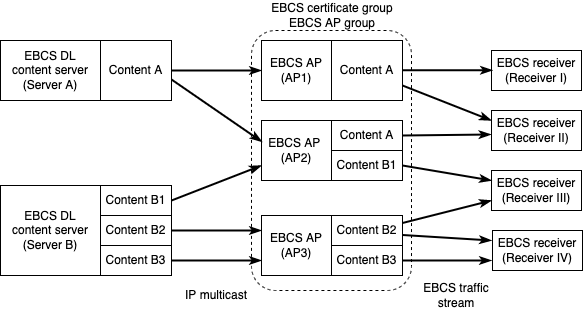 EBCS certificate group
EBCS AP group
EBCS DL
content server
(Server A)
Content A
EBCS AP
(AP1)
Content A
EBCS receiver
(Receiver I)
EBCS AP
(AP2)
Content A
Content B1
EBCS receiver
(Receiver II)
EBCS DL
content server
(Server B)
Content B1
Content B2
Content B3
EBCS receiver
(Receiver III)
EBCS AP
(AP3)
Content B2
Content B3
EBCS receiver
(Receiver IV)
IP multicast
EBCS traffic
stream